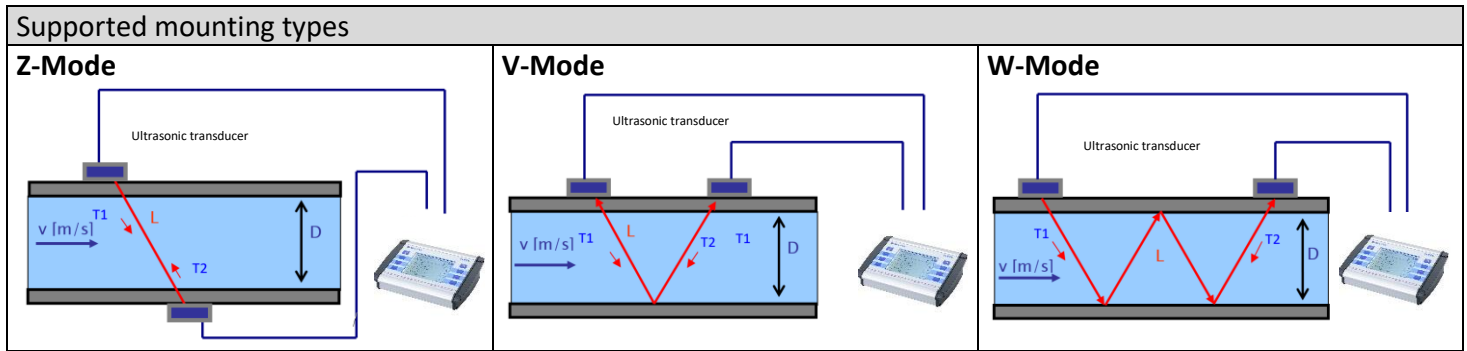 Supported mounting types
Z-Mode
Ultrasonic transducer
T1
L
v [m/s]
D
T2
V-Mode
Ultrasonic transducer
v [m/s]
T1
L
T2
T1
D
W-Mode
Ultrasonic transducer
T1
L
T2
D
v [m/s]